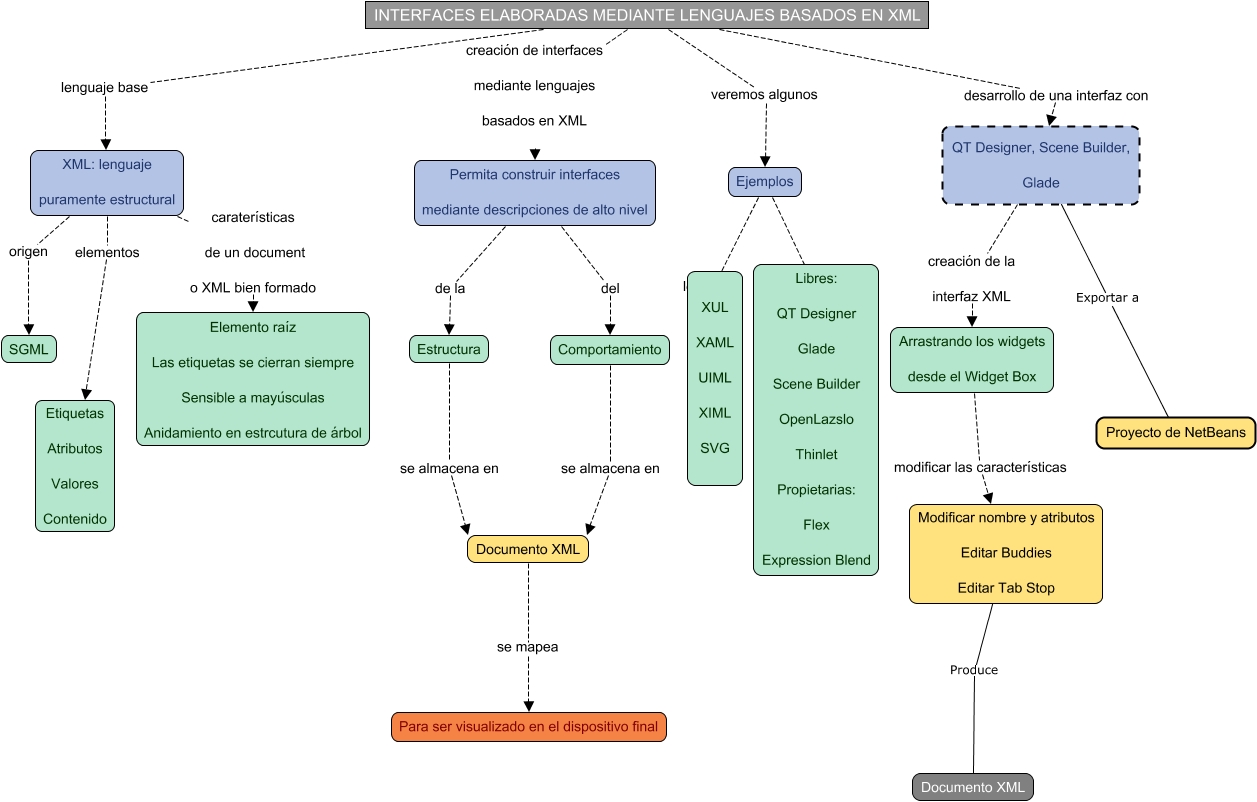 INTERFACES ELABORADAS MEDIANTE LENGUAJES BASADOS EN XML
lenguaje base
XML: lenguaje
puramente estructural
origen
SGML
elementos
Etiquetas
Atributos
Valores
Contenido
caraterísticas
de un document
o XML bien formado
Elemento raíz
Las etiquetas se cierran siempre
Sensible a mayúsculas
Anidamiento en estrcutura de árbol
creación de interfaces
mediante lenguajes
basados en XML
Permita construir interfaces
mediante descripciones de alto nivel
de la
Estructura
se almacena en
del
Comportamiento
se almacena en
Documento XML
se mapea
Para ser visualizado en el dispositivo final
veremos algunos
Ejemplos
XUL
XAML
UIML
XIML
SVG
Libres:
QT Designer
Glade
Scene Builder
OpenLazslo
Thinlet
Propietarias:
Flex
Expression Blend
desarrollo de una interfaz con
QT Designer, Scene Builder,
Glade
creación de la
interfaz XML
Arrastrando los widgets
desde el Widget Box
modificar las características
Modificar nombre y atributos
Editar Buddies
Editar Tab Stop
Produce
Documento XML
Exportar a
Proyecto de NetBeans